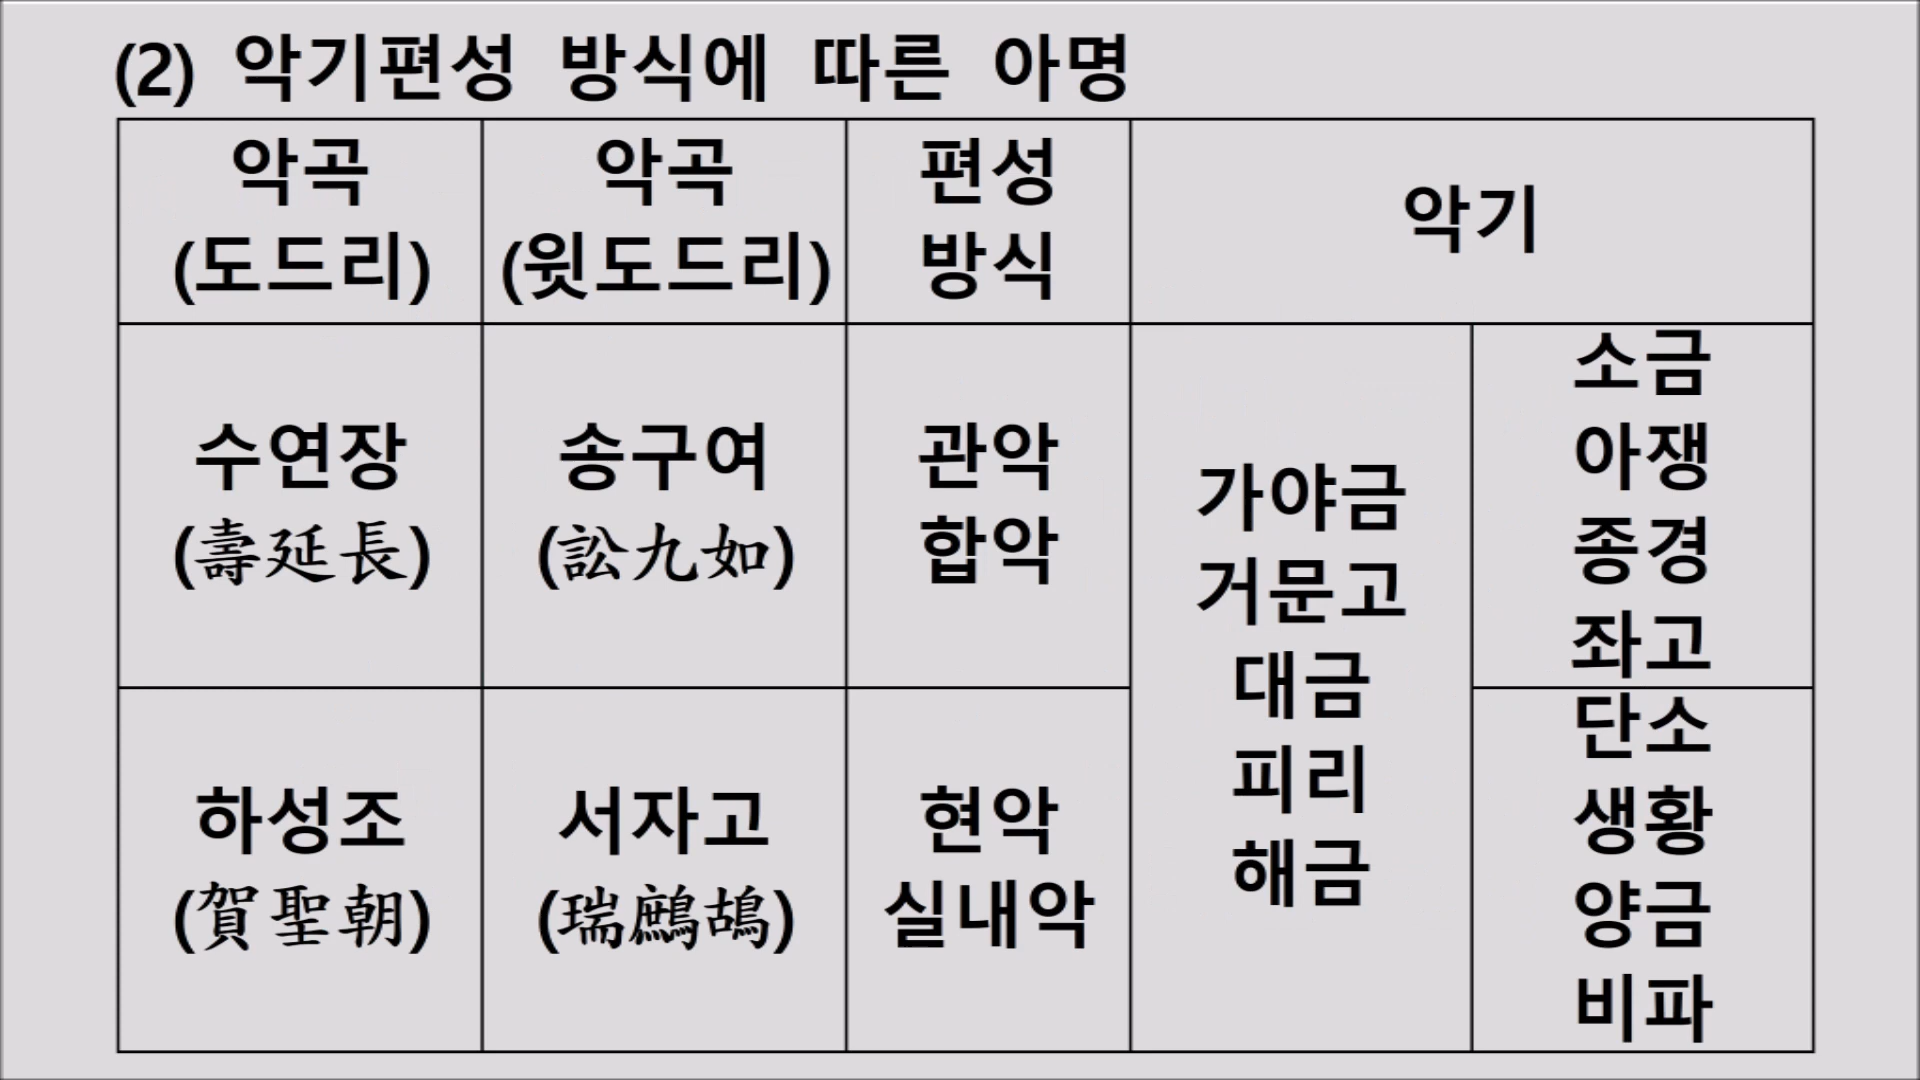 (2) 악기편성 방식에 따른 아명
악곡
(도드리)
악곡
(윗도드리)
편성
방식
악기
수연장
(壽延長)
송구여
(訟九如)
관악
합악
가야금
거문고
대금
피리
해금
소금
아쟁
종경
좌고
하성조
(賀聖朝)
서자고
(瑞鷓鴣)
현악
실내악
단소
생황
양금
비파